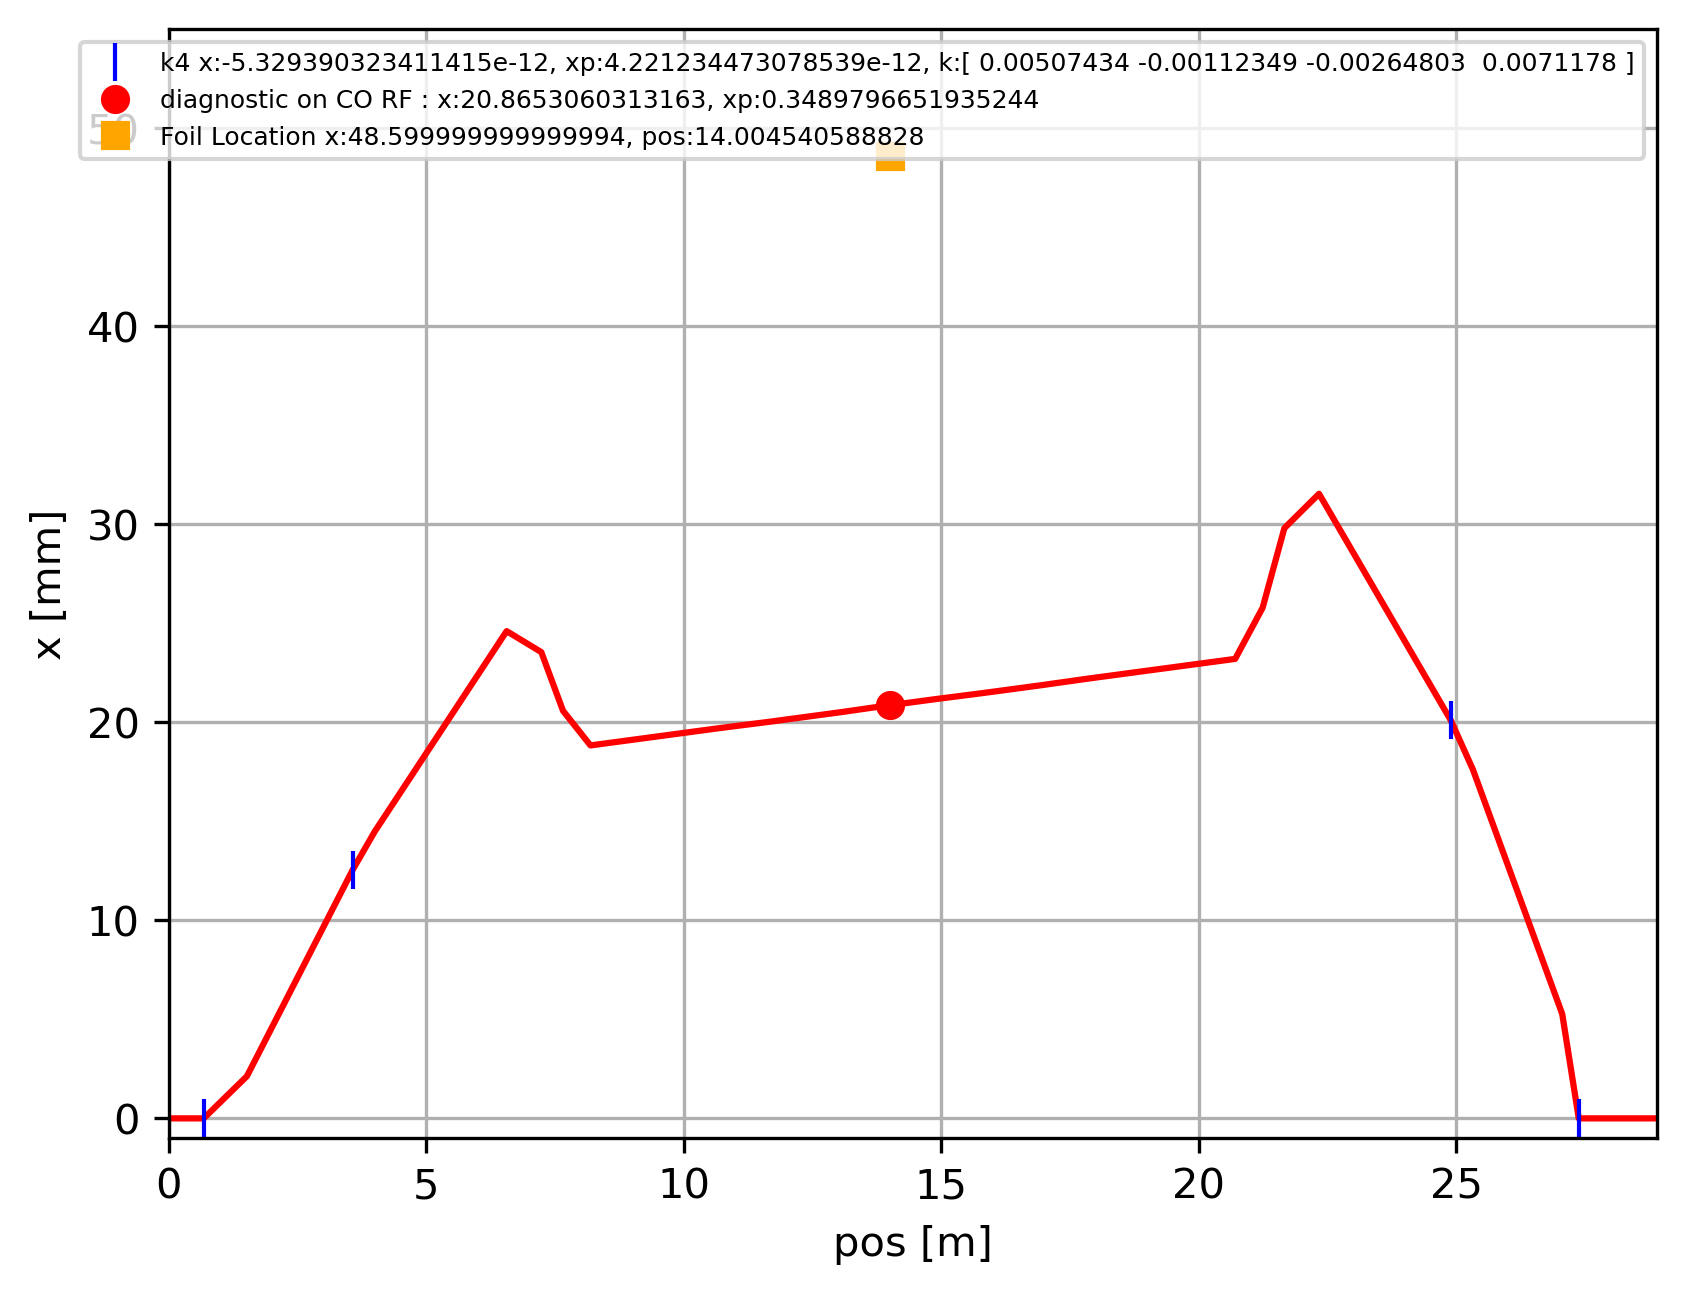 k4 x:-5.329390323411415e-12, xp:4.221234473078539e-12, k:[ 0.00507434 -0.00112349 -0.00264803  0.0071178 ]
diagnostic on CO RF : x:20.8653060313163, xp:0.3489796651935244
Foil Location x:48.599999999999994, pos:14.004540588828
50
40
30
20
10
0
x [mm]
0 5 10 15 20 25
pos [m]